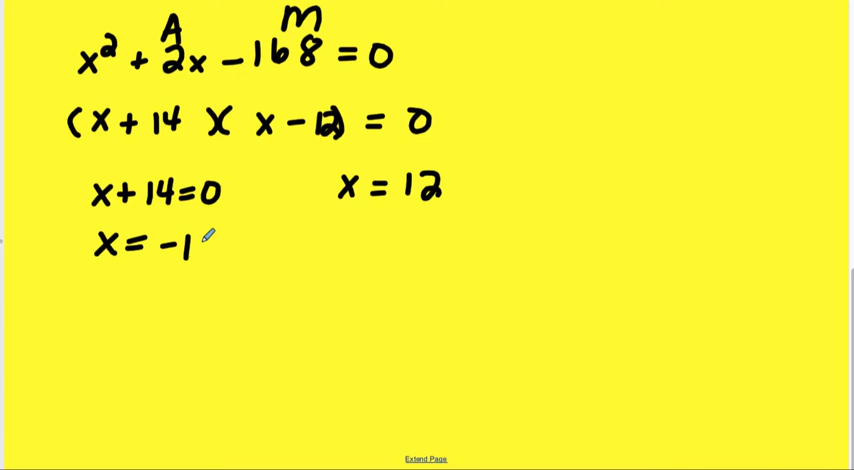 A M
x² + 2x - 168 = 0
(x + 14)(x - 12) = 0
x + 14 = 0 x = 12
x = -1
Extend Page